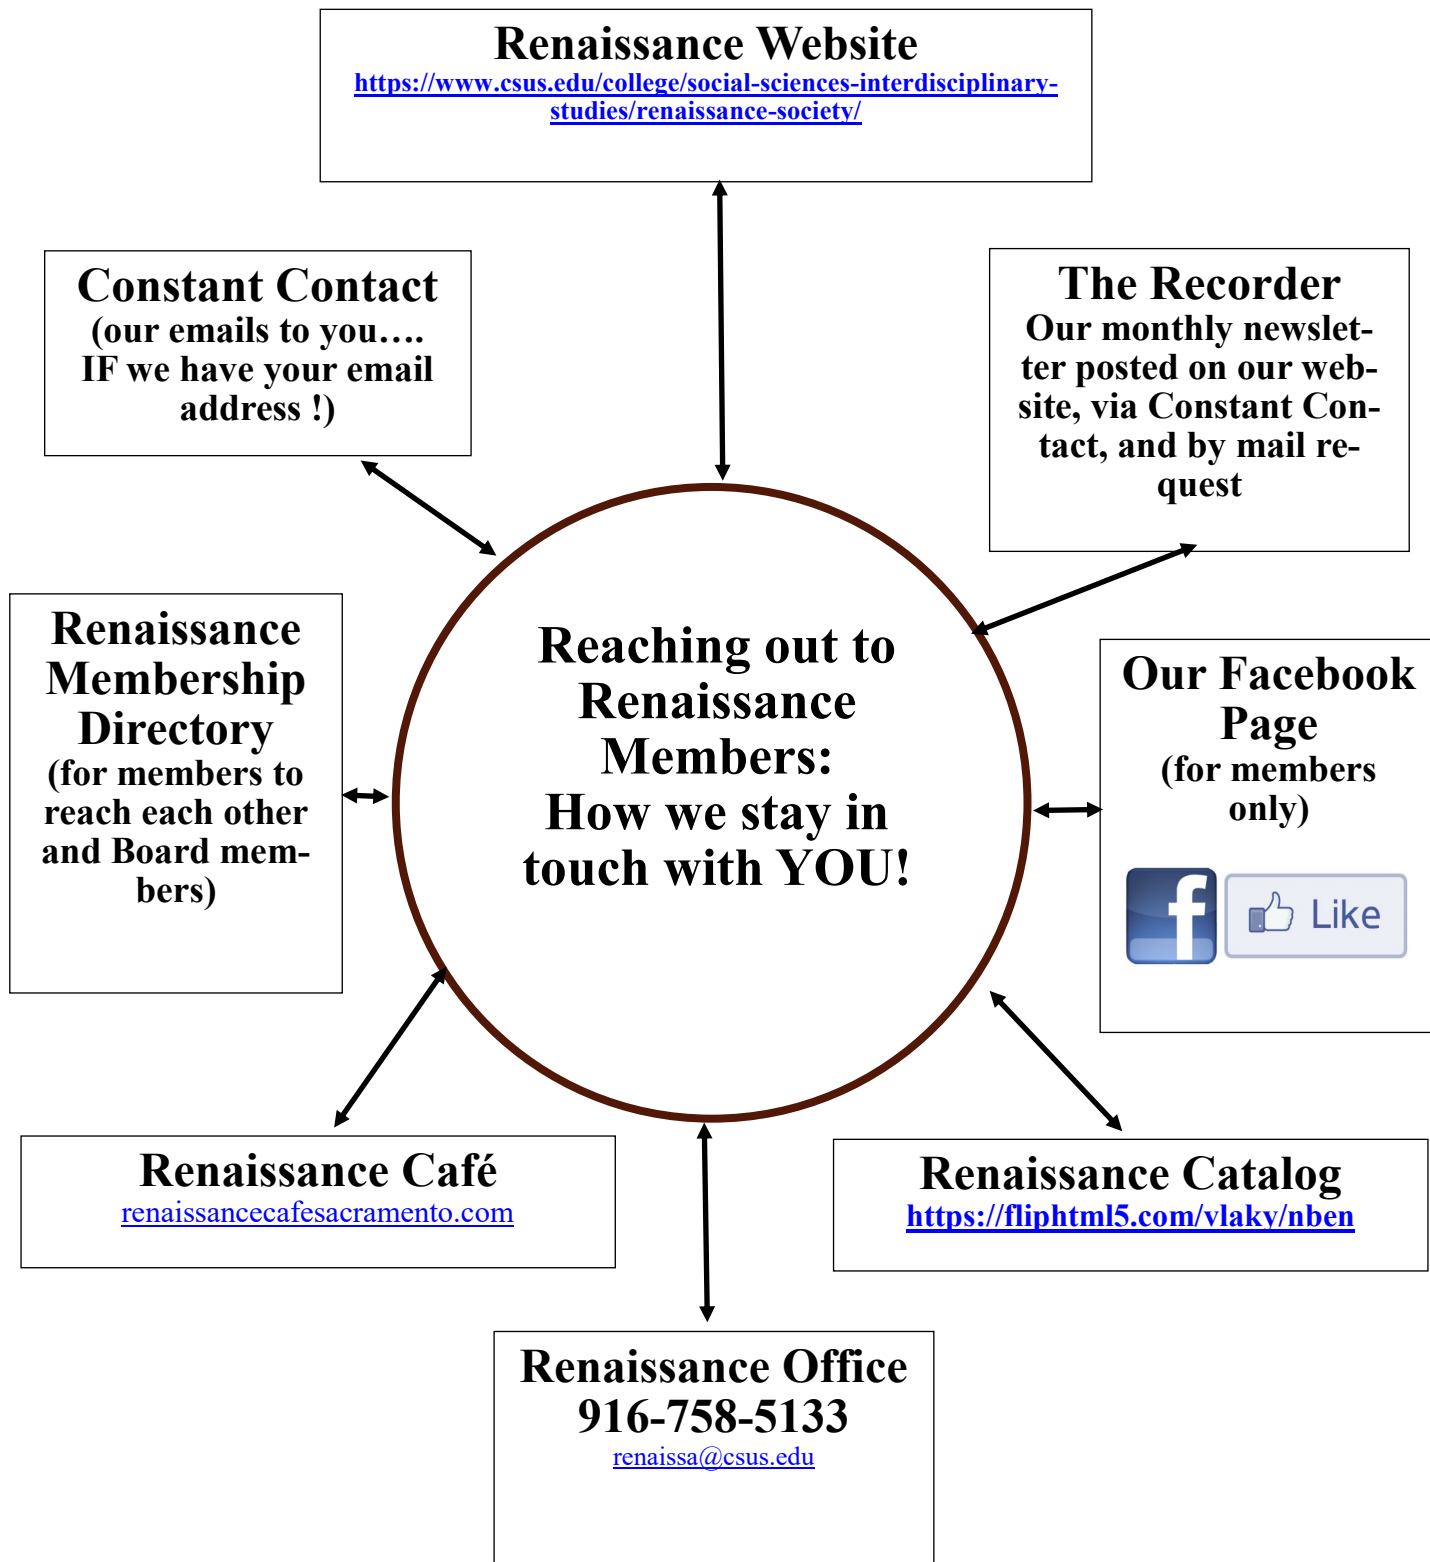 Renaissance Website
https://www.csus.edu/college/social-sciences-interdisciplinary-
studies/renaissance-society/
Constant Contact
(our emails to you….
IF we have your email
address !)
The Recorder
Our monthly newslet-
ter posted on our web-
site, via Constant Con-
tact, and by mail re-
quest
Renaissance
Membership
Directory
(for members to
reach each other
and Board mem-
bers)
Reaching out to
Renaissance
Members:
How we stay in
touch with YOU!
Our Facebook
Page
(for members
only)
f
Like
Renaissance Café
renaissancecafesacramento.com
Renaissance Catalog
https://fliphtml5.com/vlaky/nben
Renaissance Office
916-758-5133
renaissa@csus.edu